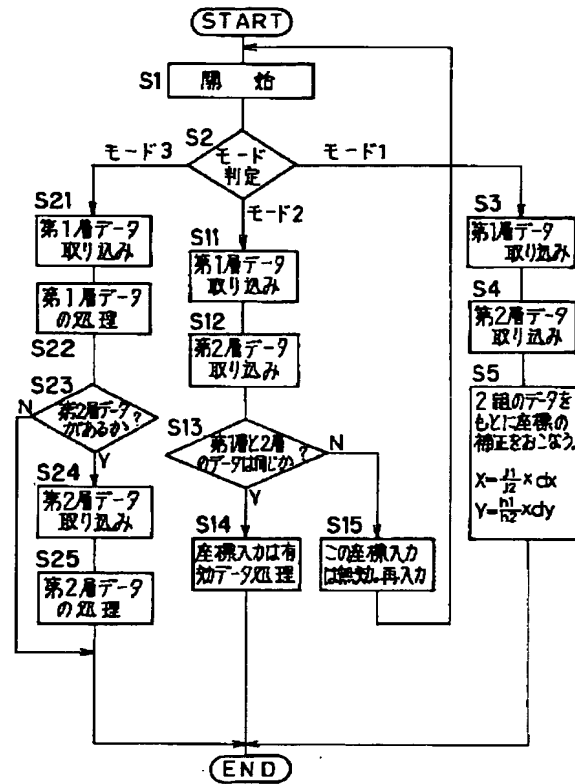 START
S1
開始
S2
モード
判定
モード3
モード1
モード2
S21
第1層データ
取り込み
第1層データ
の処理
S22
S23
第2層データ
があるか?
N
Y
S24
第2層データ
取り込み
S25
第2層データ
の処理
S11
第1層データ
取り込み
S12
第2層データ
取り込み
S13
第1層と2層
のデータは同じか?
N
Y
S14
座標入力は有
効データ処理
S15
この座標入力
は無効。再入力
S3
第1層データ
取り込み
S4
第2層データ
取り込み
S5
2組のデータを
もとに座標の
補正をおこなう。
X=ℓ1/ℓ2×dx
Y=h1/h2×dy
END